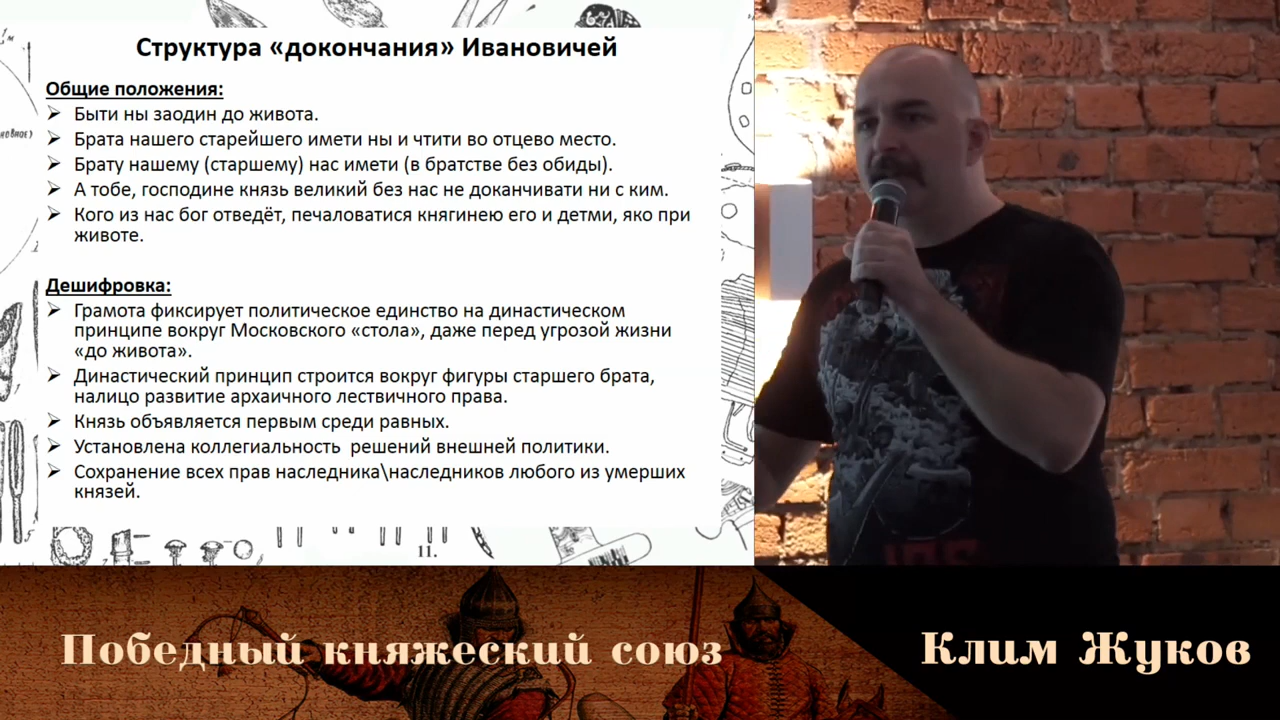 Структура «докончания» Ивановичей
Общие положения:
Быти ны заодин до живота.
Брата нашего старейшего имети ны и чтити во отцево место.
Брату нашему (старшему) нас имети (в братстве без обиды).
А тобе, господине князь великий без нас не доканчивати ни с ким.
Кого из нас бог отведёт, печаловатися княгинею его и детми, яко при
животе.
Дешифровка:
Грамота фиксирует политическое единство на династическом
принципе вокруг Московского «стола», даже перед угрозой жизни
«до живота».
Династический принцип строится вокруг фигуры старшего брата,
налицо развитие архаичного лествичного права.
Князь объявляется первым среди равных.
Установлена коллегиальность решений внешней политики.
Сохранение всех прав наследника\наследников любого из умерших
князей.
11.
Победный княжеский союз
Клим Жуков